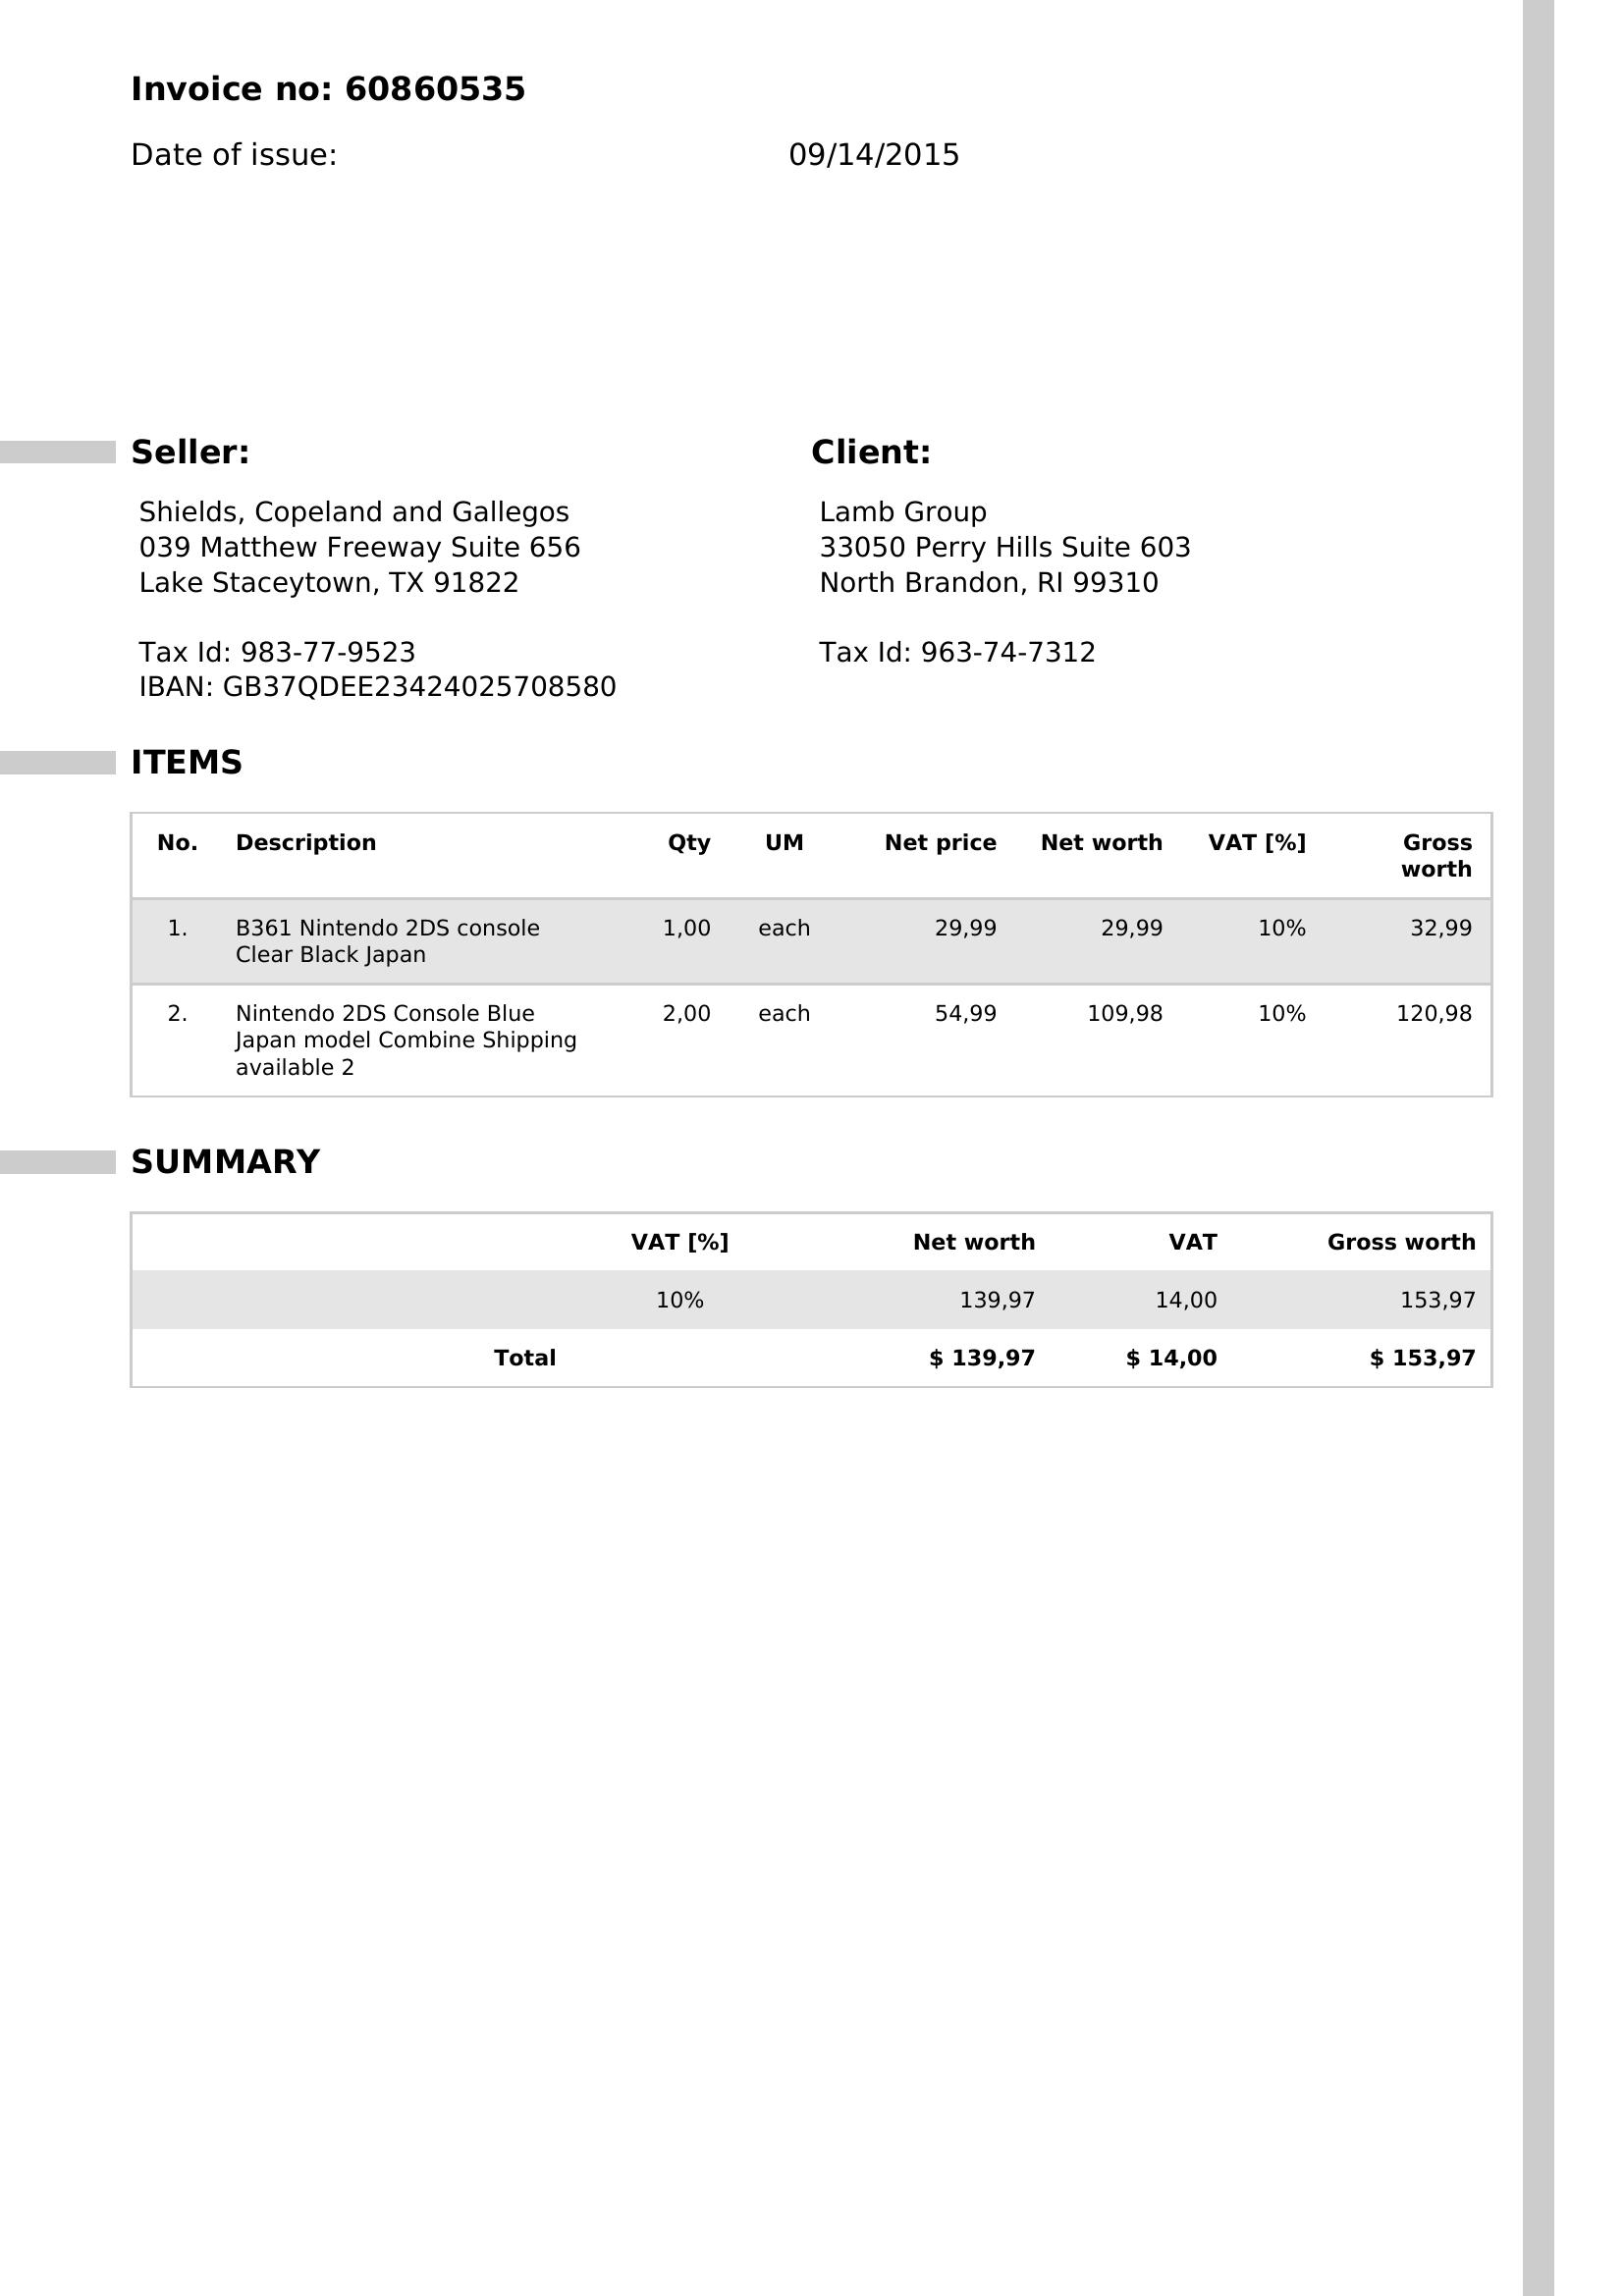 Invoice no: 60860535
Date of issue: 09/14/2015
Seller:
Shields, Copeland and Gallegos
039 Matthew Freeway Suite 656
Lake Staceytown, TX 91822
Tax Id: 983-77-9523
IBAN: GB37QDEE23424025708580
Client:
Lamb Group
33050 Perry Hills Suite 603
North Brandon, RI 99310
Tax Id: 963-74-7312
ITEMS
No. Description Qty UM Net price Net worth VAT [%] Gross
worth
1. B361 Nintendo 2DS console 1,00 each 29,99 29,99 10% 32,99
Clear Black Japan
2. Nintendo 2DS Console Blue 2,00 each 54,99 109,98 10% 120,98
Japan model Combine Shipping
available 2
SUMMARY
VAT [%] Net worth VAT Gross worth
10% 139,97 14,00 153,97
Total $ 139,97 $ 14,00 $ 153,97